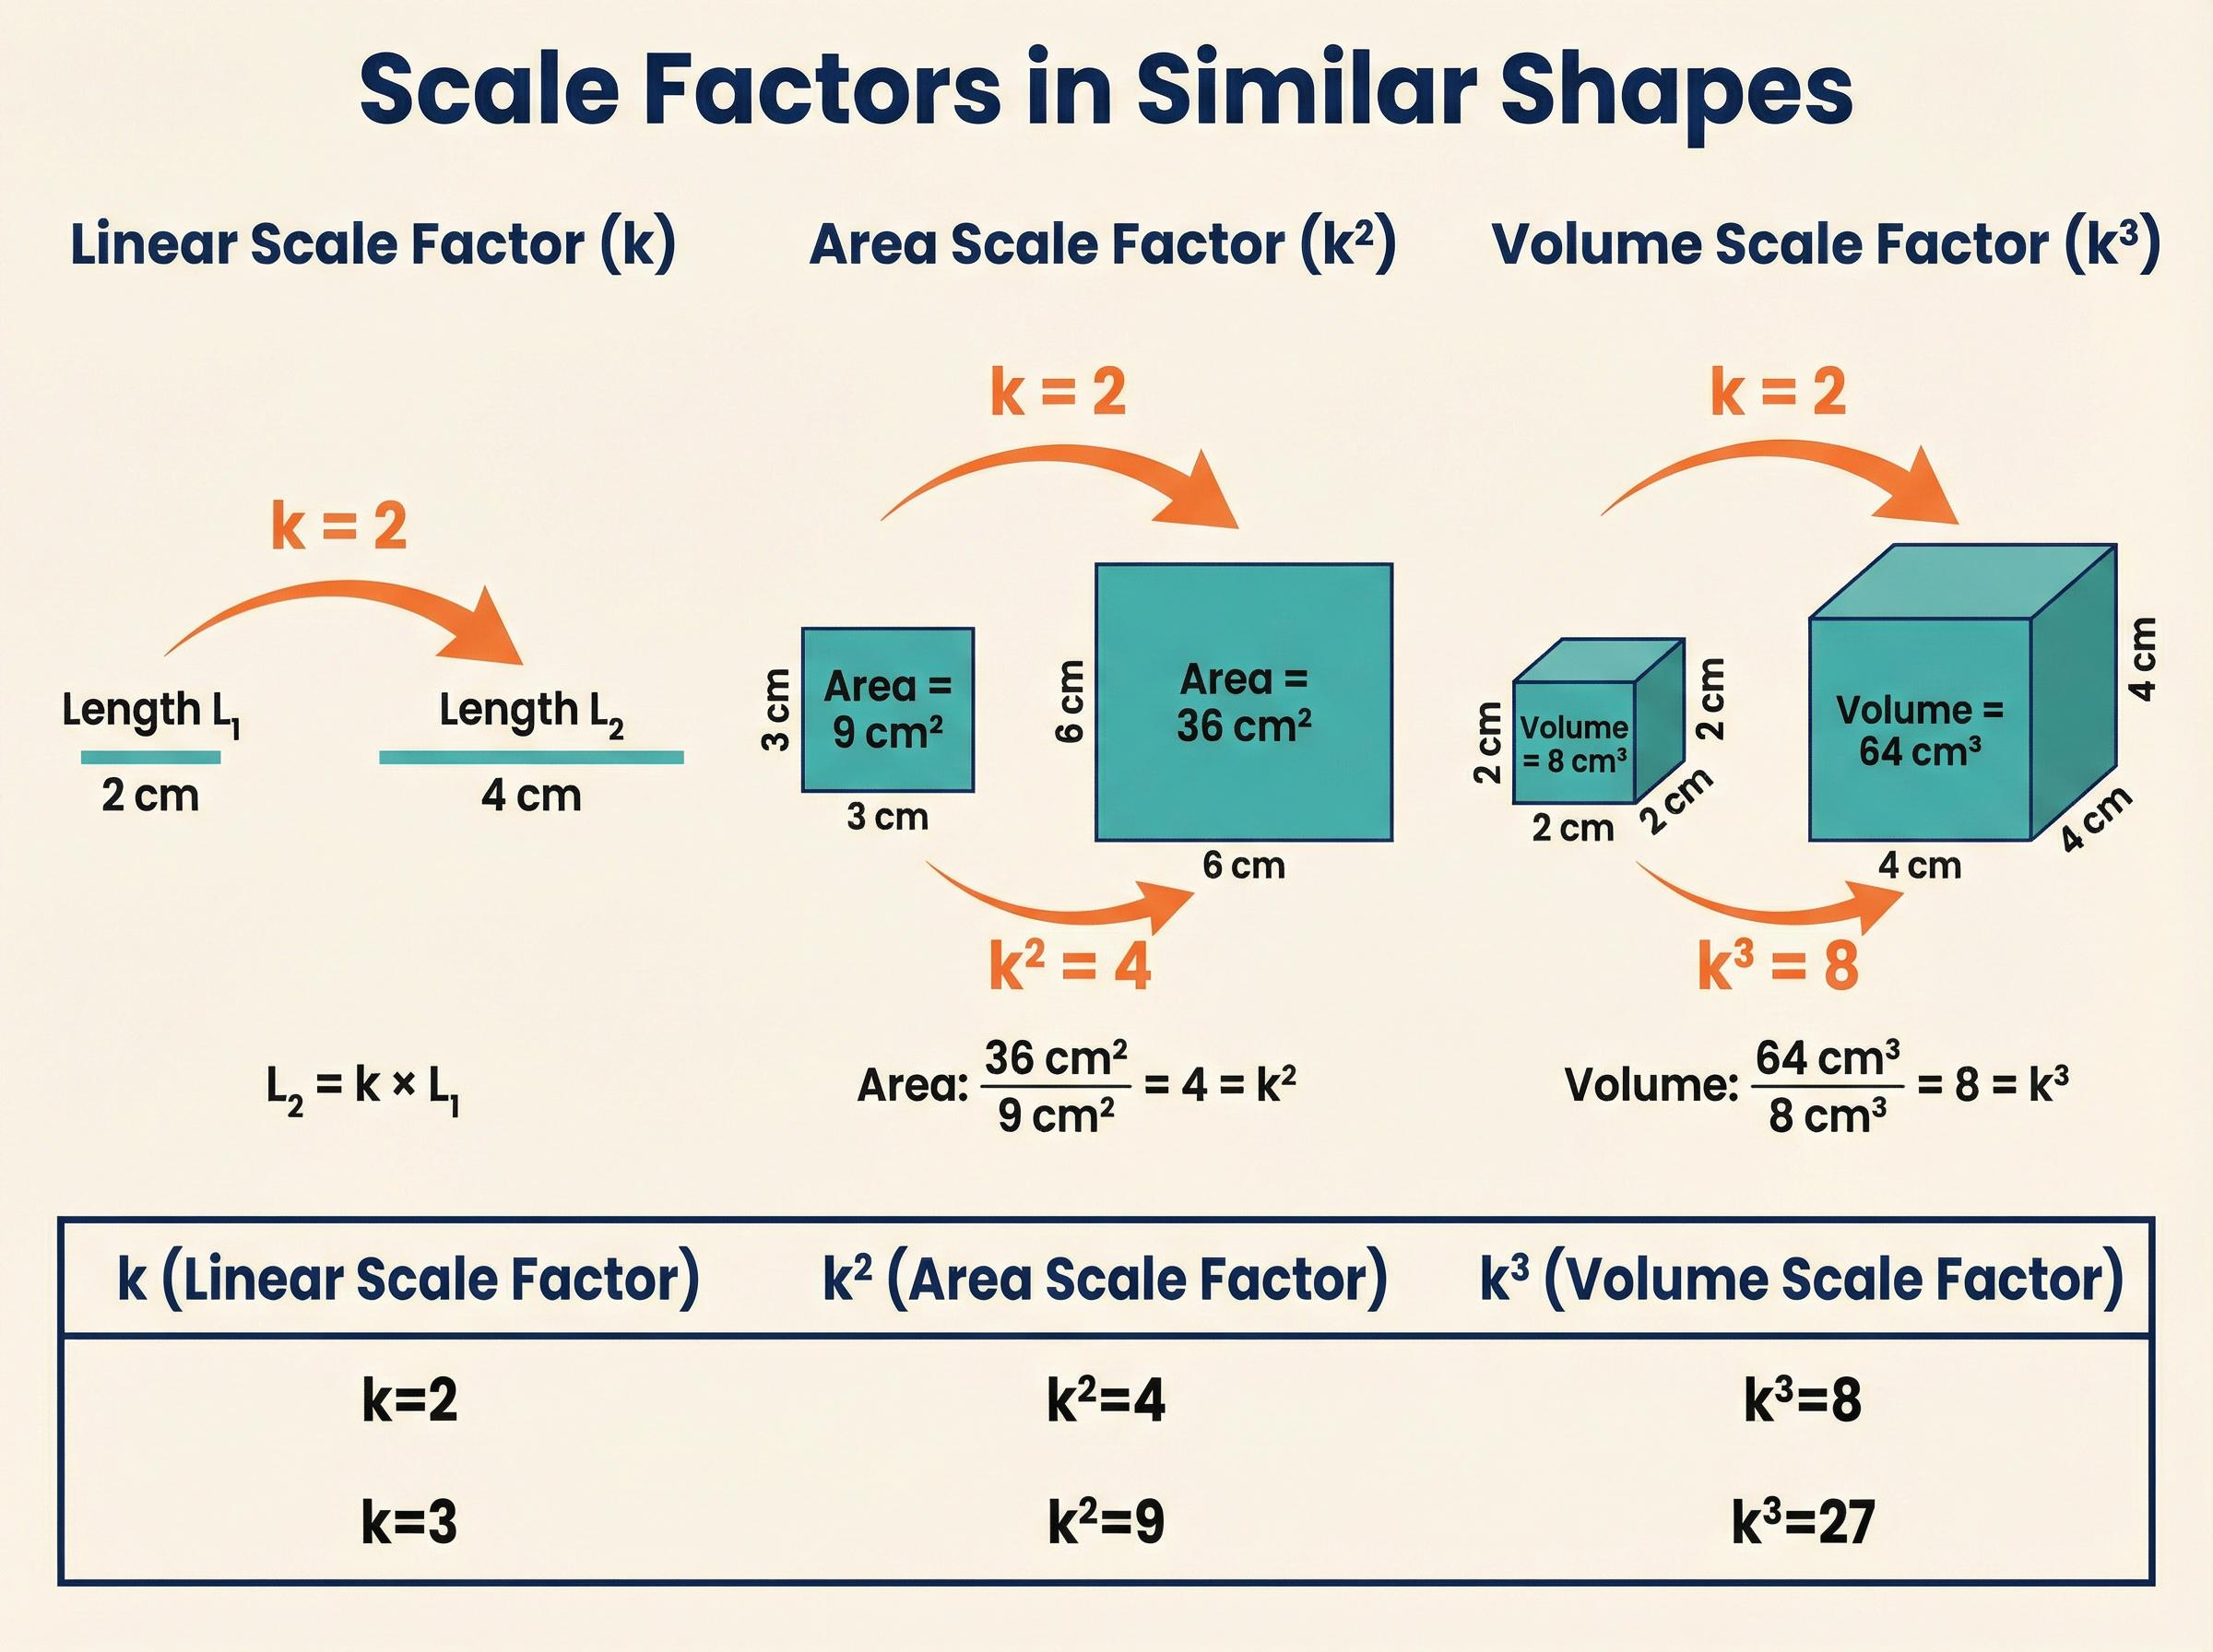 Scale Factors in Similar Shapes
Linear Scale Factor (k)
k = 2
Length L₁
2 cm
Length L₂
4 cm
L₂ = k × L₁
Area Scale Factor (k²)
k = 2
3 cm
Area =
9 cm²
3 cm
6 cm
Area =
36 cm²
6 cm
k² = 4
Area: 36 cm² / 9 cm² = 4 = k²
Volume Scale Factor (k³)
k = 2
2 cm
Volume
= 8 cm³
2 cm
2 cm
2 cm
Volume =
64 cm³
4 cm
4 cm
4 cm
k³ = 8
Volume: 64 cm³ / 8 cm³ = 8 = k³
k (Linear Scale Factor) k² (Area Scale Factor) k³ (Volume Scale Factor)
k=2 k²=4 k³=8
k=3 k²=9 k³=27